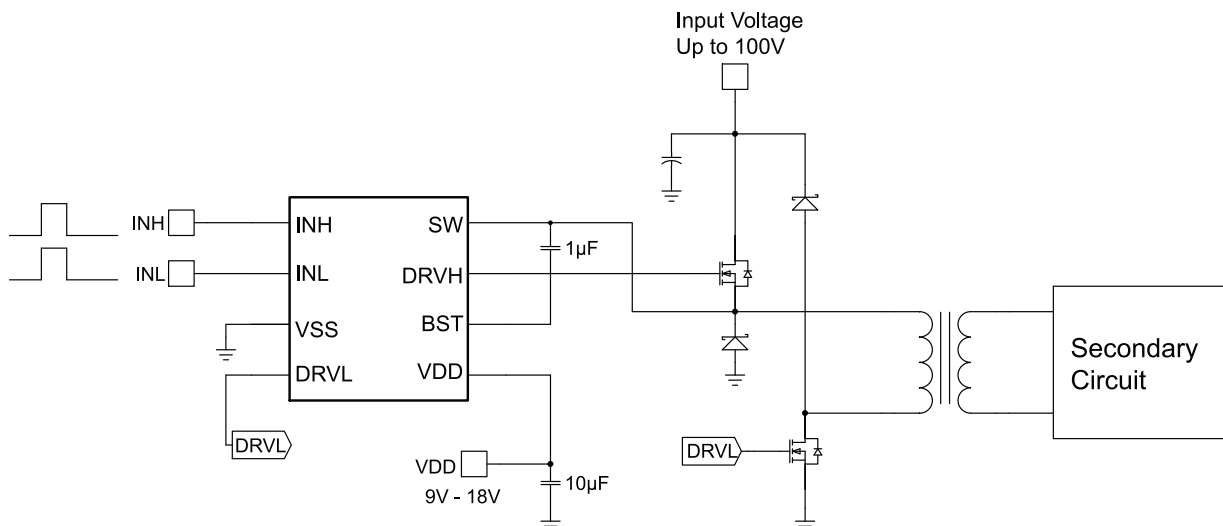 Input Voltage
Up to 100V
INH
INL
INH
INL
VSS
DRVL
SW
DRVH
BST
VDD
1µF
DRVL
VDD
9V - 18V
10µF
DRVL
Secondary
Circuit